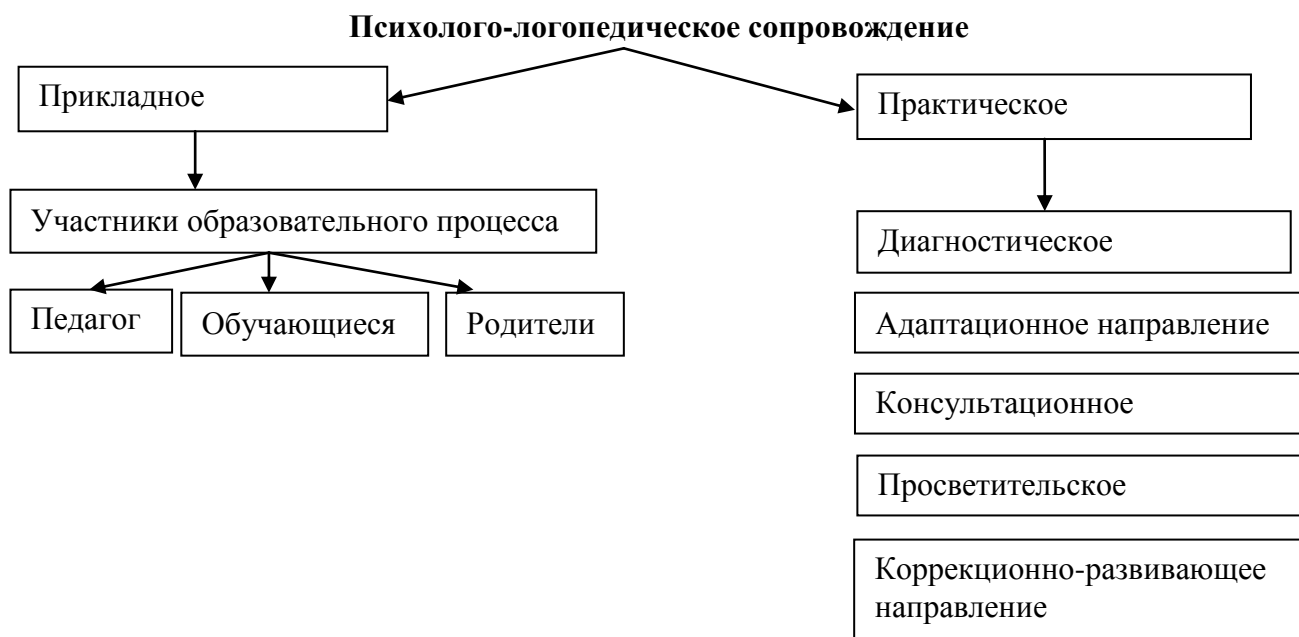 Психолого-логопедическое сопровождение
Прикладное
Практическое
Участники образовательного процесса
Диагностическое
Педагог
Обучающиеся
Родители
Адаптационное направление
Консультационное
Просветительское
Коррекционно-развивающее
направление